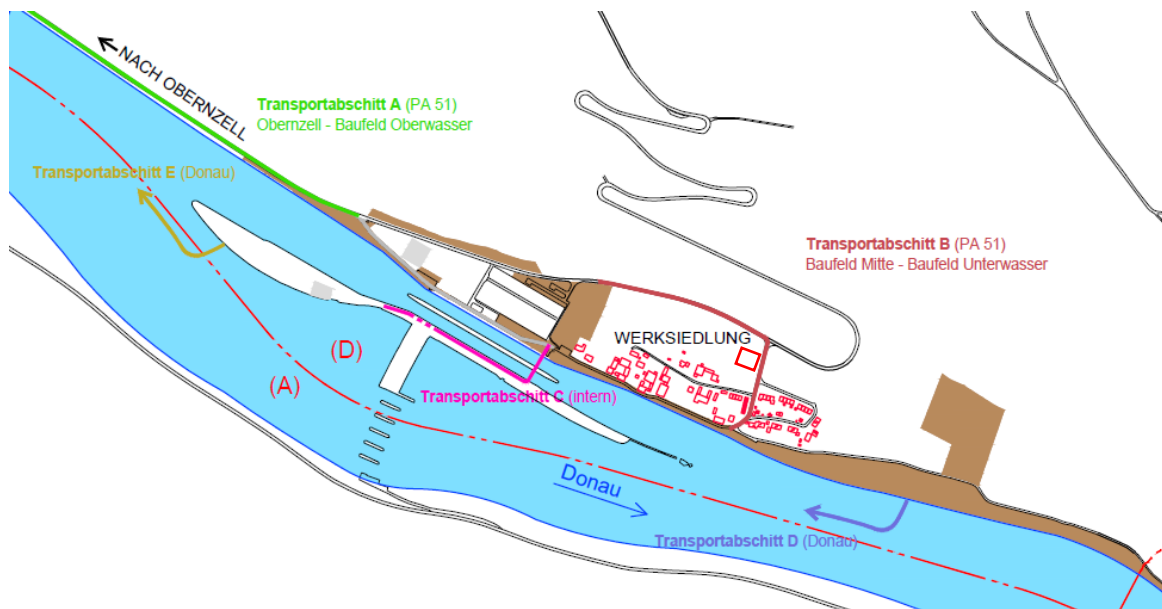 NACH OBERNZELL
Transportabschitt A (PA 51)
Obernzell - Baufeld Oberwasser
Transportabschitt E (Donau)
Transportabschitt B (PA 51)
Baufeld Mitte - Baufeld Unterwasser
WERKSIEDLUNG
(D)
(A)
Transportabschitt C (intern)
Donau
Transportabschitt D (Donau)